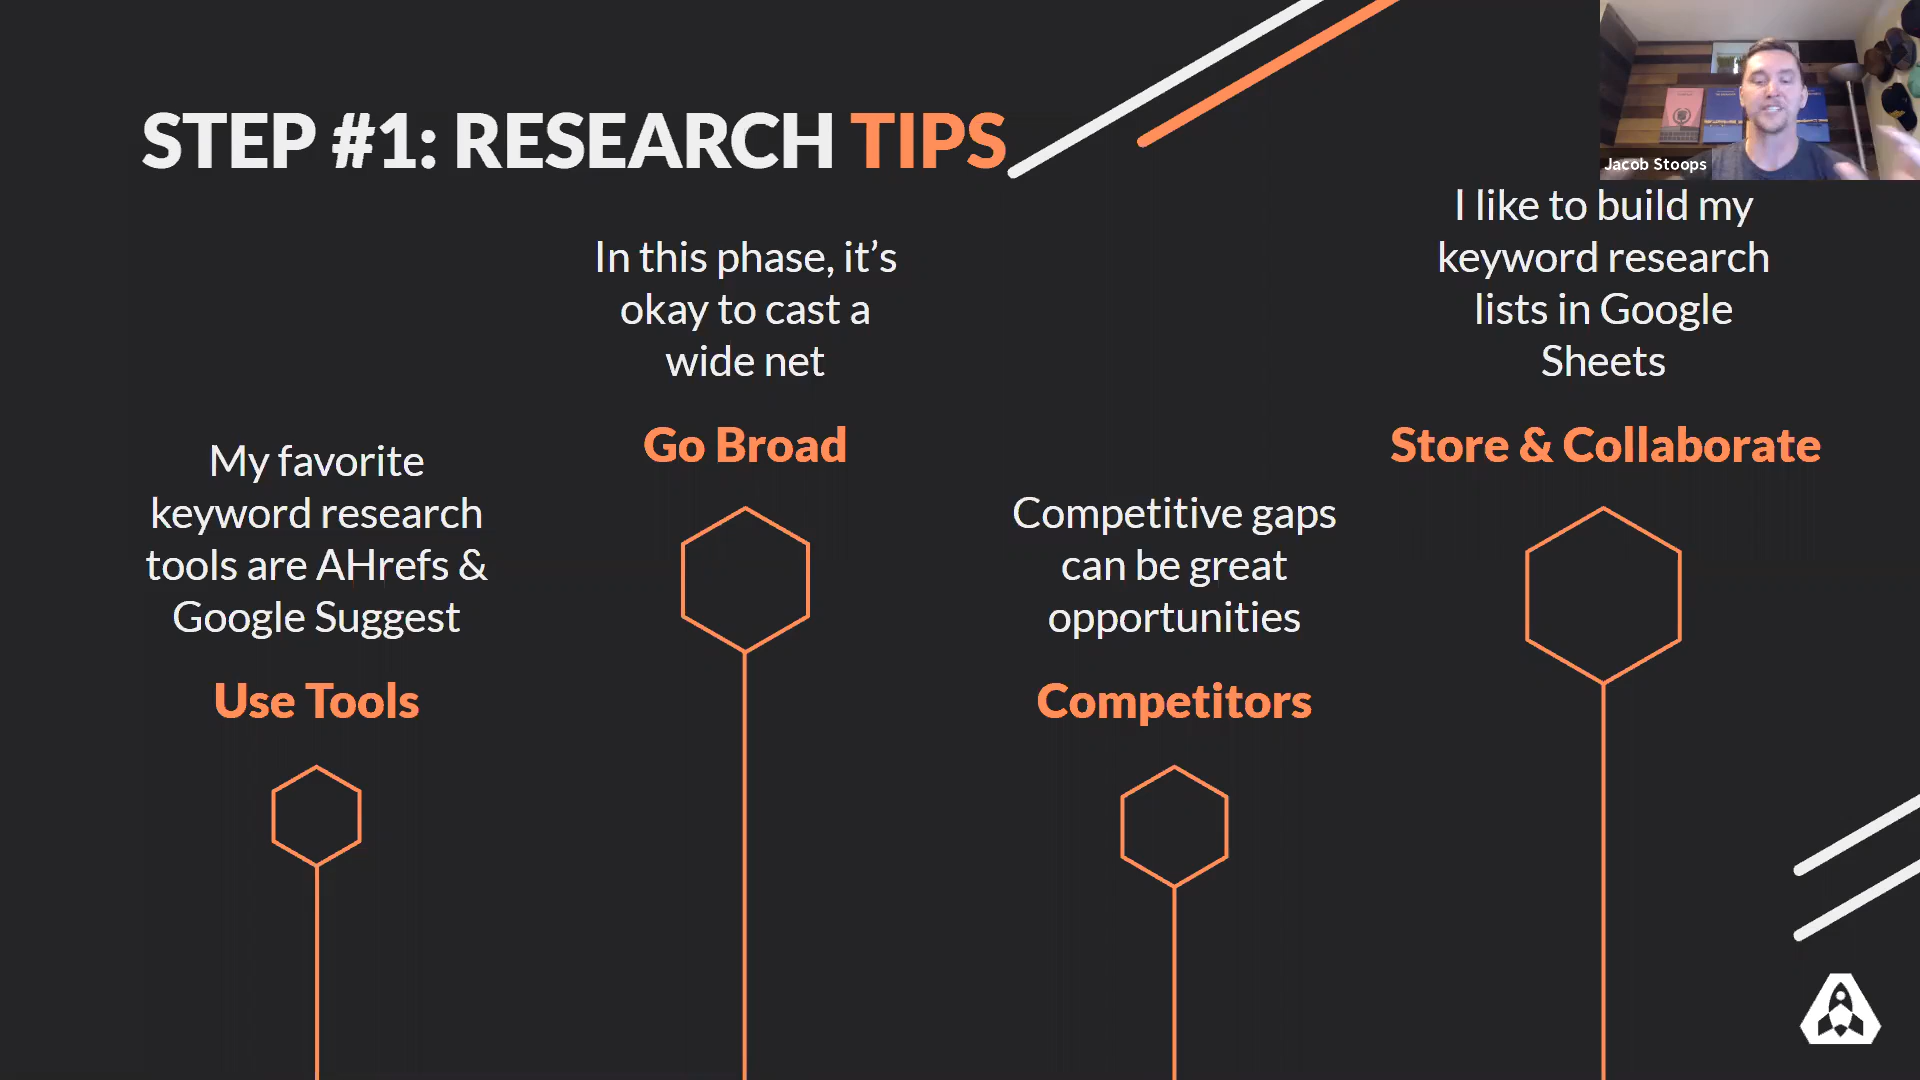 STEP #1: RESEARCH TIPS
Jacob Stoops
My favorite
keyword research
tools are AHrefs &
Google Suggest
Use Tools
In this phase, it’s
okay to cast a
wide net
Go Broad
Competitive gaps
can be great
opportunities
Competitors
I like to build my
keyword research
lists in Google
Sheets
Store & Collaborate